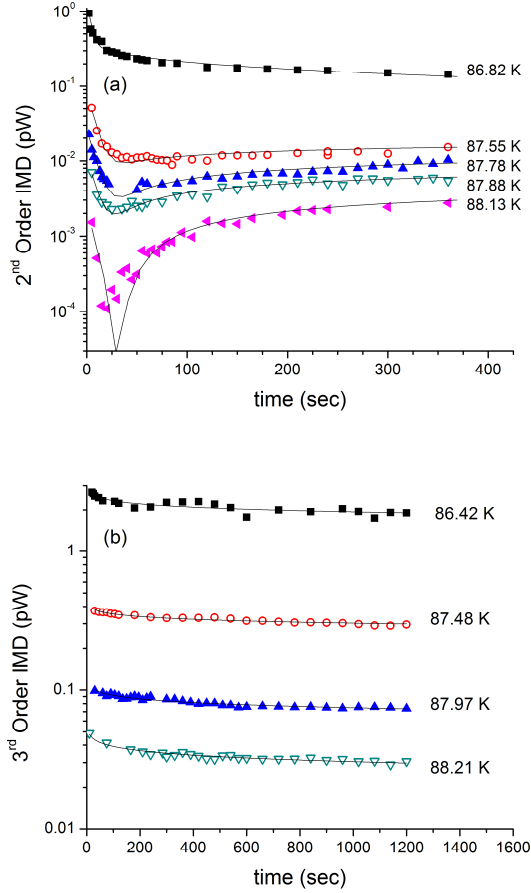 10⁰
10⁻¹
10⁻²
10⁻³
10⁻⁴
2ⁿᵈ Order IMD (pW)
(a)
86.82 K
87.55 K
87.78 K
87.88 K
88.13 K
0 100 200 300 400
time (sec)
1
0.1
0.01
3ʳᵈ Order IMD (pW)
(b)
86.42 K
87.48 K
87.97 K
88.21 K
0 200 400 600 800 1000 1200 1400 1600
time (sec)